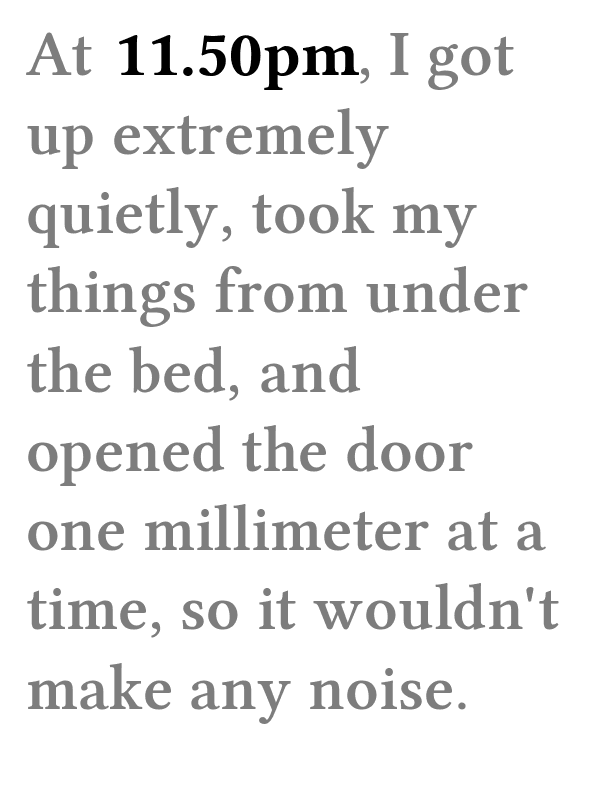 At 11.50pm, I got
up extremely
quietly, took my
things from under
the bed, and
opened the door
one millimeter at a
time, so it wouldn't
make any noise.